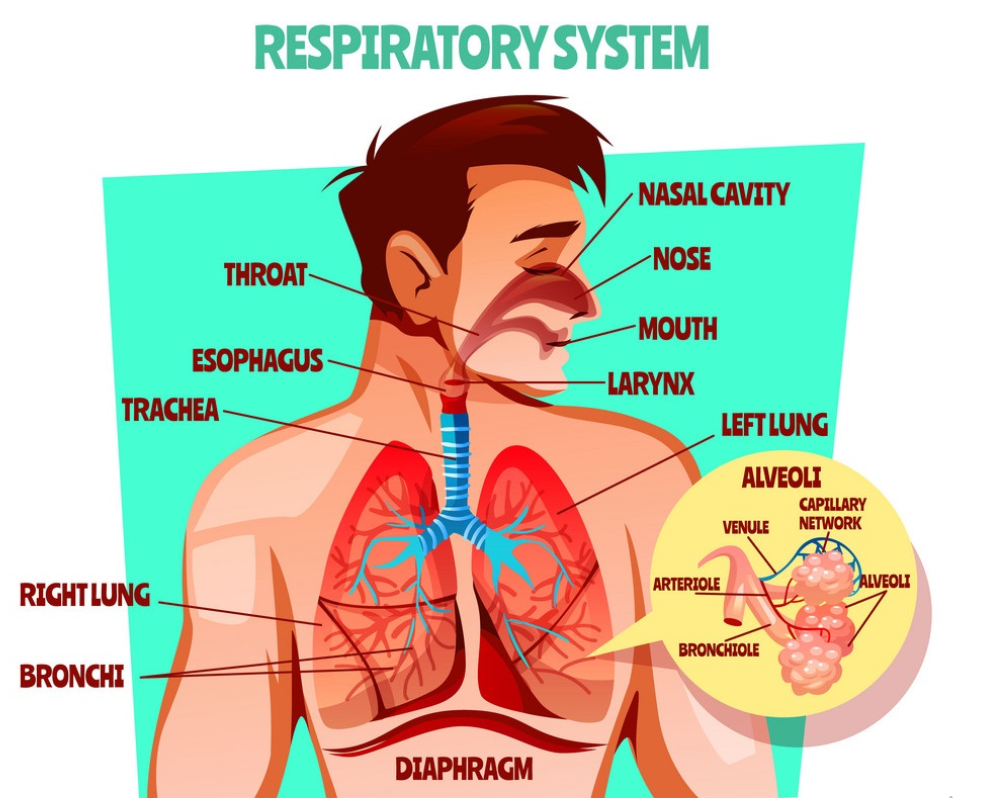 RESPIRATORY SYSTEM
NASAL CAVITY
NOSE
THROAT
MOUTH
ESOPHAGUS
LARYNX
TRACHEA
LEFT LUNG
ALVEOLI
CAPILLARY
NETWORK
VENULE
ARTERIOLE
ALVEOLI
BRONCHIOLE
RIGHT LUNG
BRONCHI
DIAPHRAGM